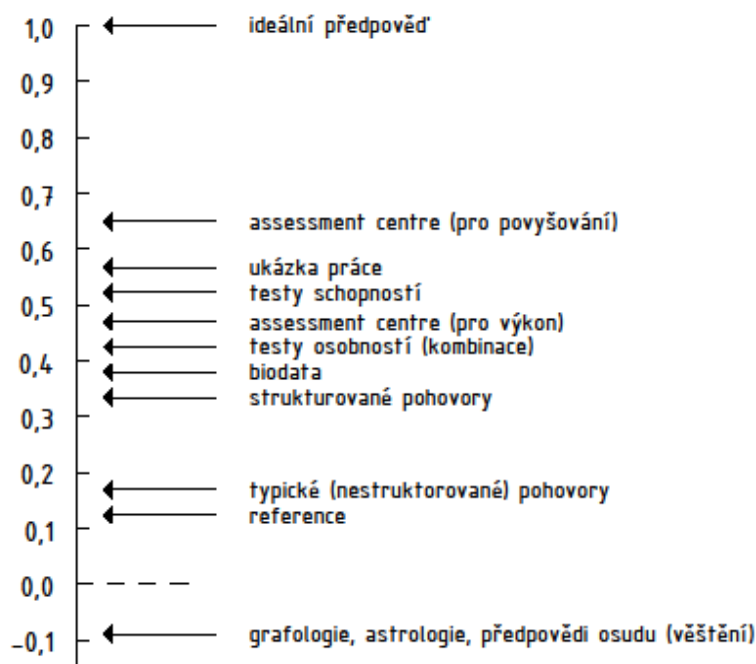 1,0 ideální předpověď
0,9
0,8
0,7
assessment centre (pro povyšování)
0,6
ukázka práce
testy schopností
0,5
assessment centre (pro výkon)
testy osobností (kombinace)
0,4
biodata
strukturované pohovory
0,3
0,2
typické (nestruktorované) pohovory
reference
0,1
0,0
grafologie, astrologie, předpovědi osudu (věštění)
-0,1